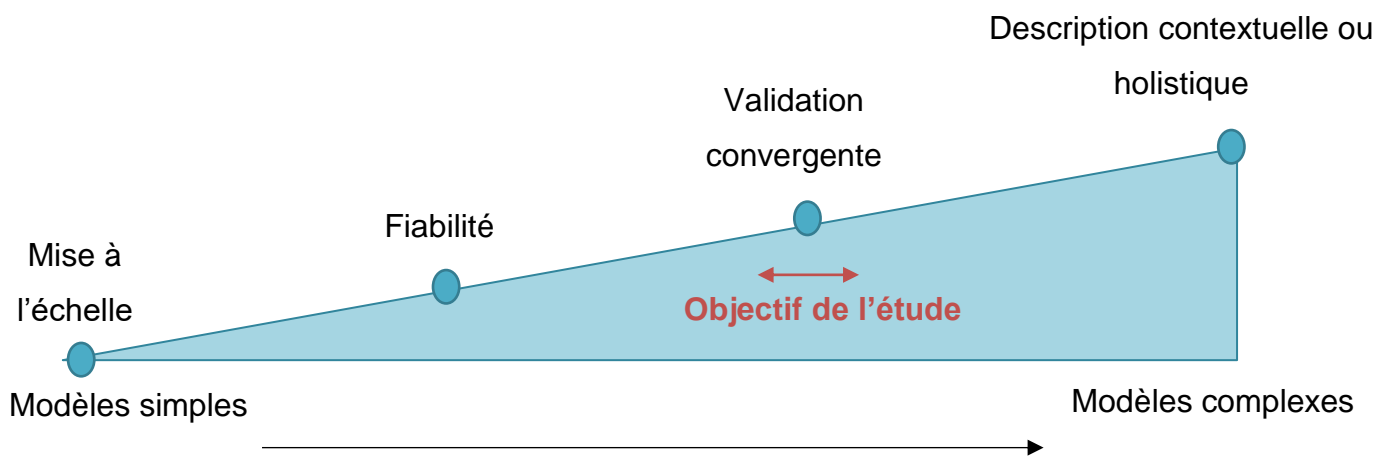 Description contextuelle ou
holistique
Validation
convergente
Fiabilité
Mise à
l'échelle
Objectif de l'étude
Modèles simples
Modèles complexes